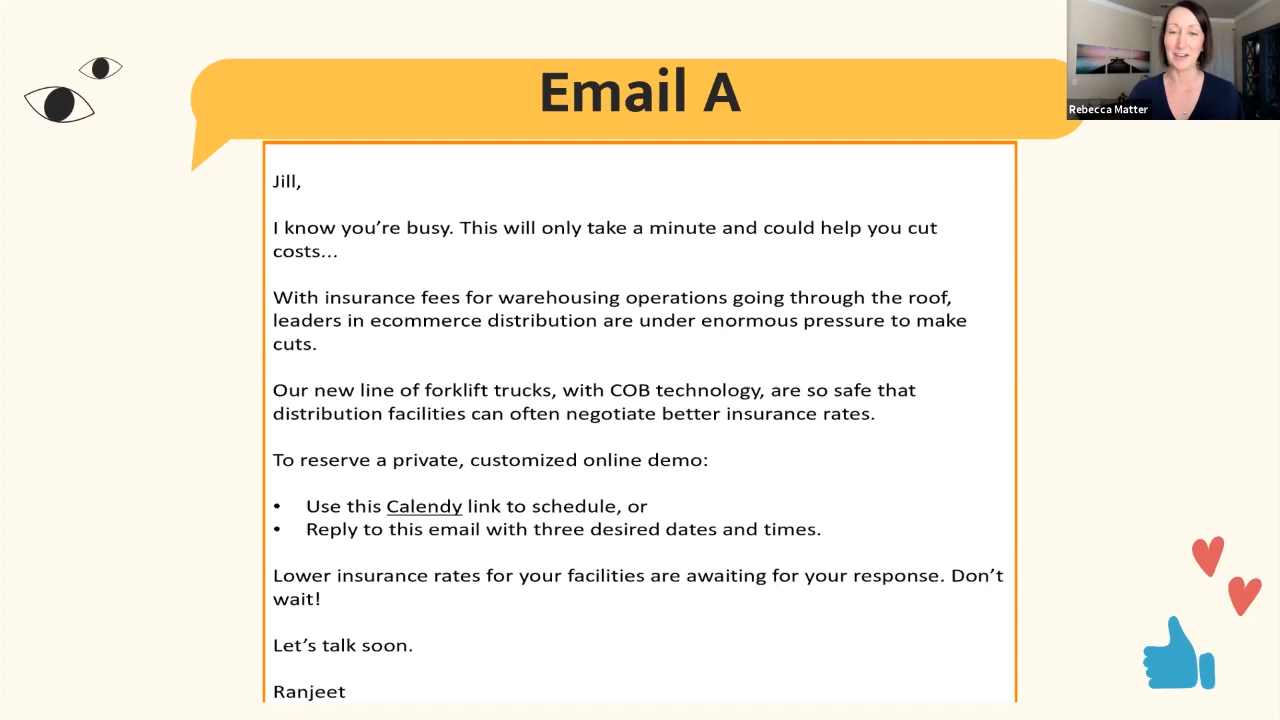 Email A
Rebecca Matter
Jill,
I know you're busy. This will only take a minute and could help you cut
costs...
With insurance fees for warehousing operations going through the roof,
leaders in ecommerce distribution are under enormous pressure to make
cuts.
Our new line of forklift trucks, with COB technology, are so safe that
distribution facilities can often negotiate better insurance rates.
To reserve a private, customized online demo:
• Use this Calendy link to schedule, or
• Reply to this email with three desired dates and times.
Lower insurance rates for your facilities are awaiting for your response. Don't
wait!
Let's talk soon.
Ranjeet